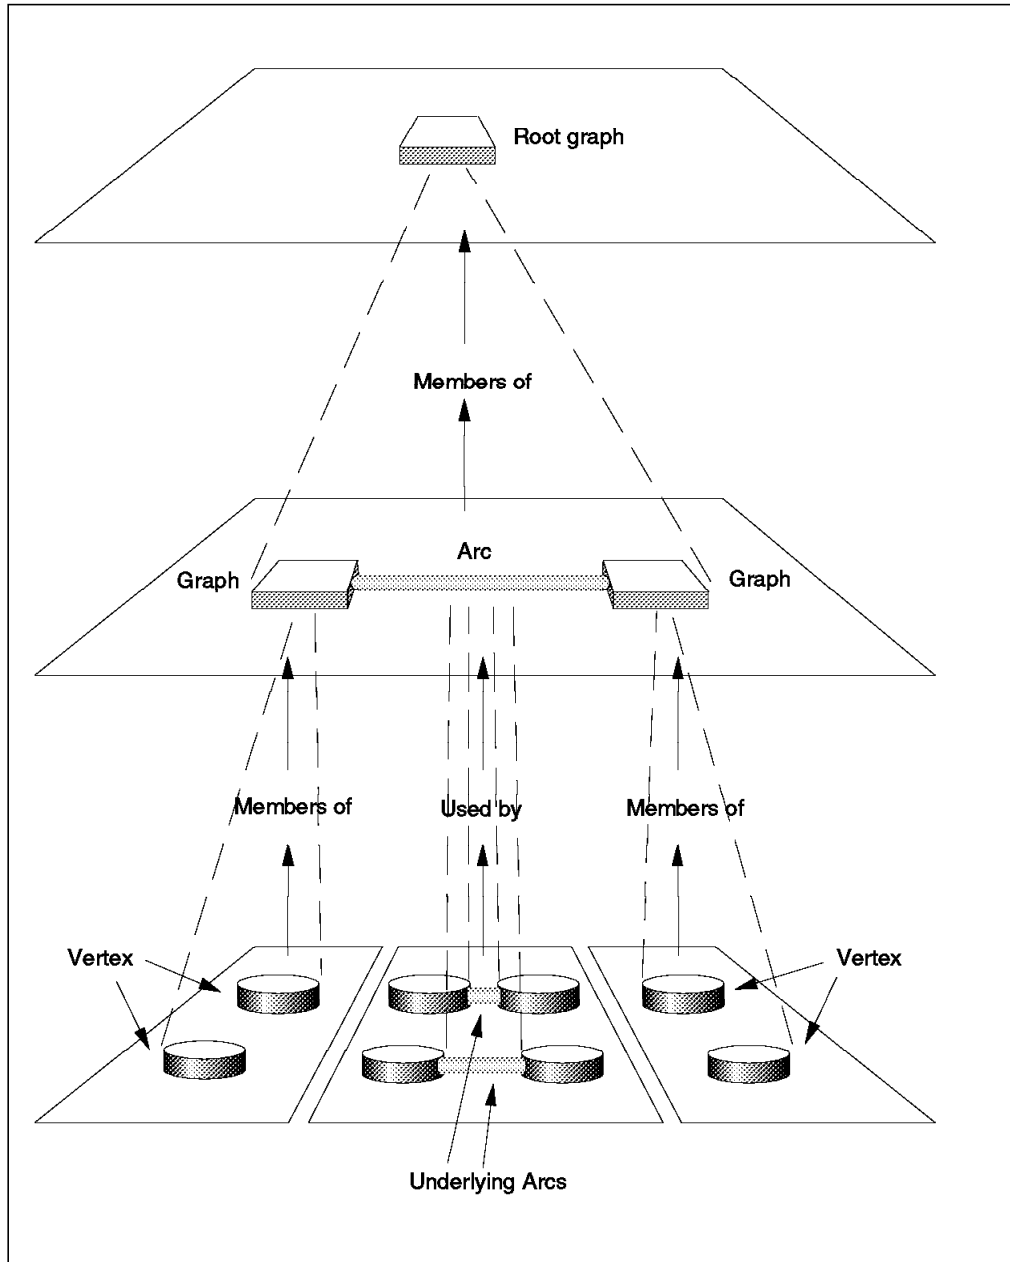 Root graph
Members of
Arc
Graph
Graph
Members of
Used by
Members of
Vertex
Vertex
Underlying Arcs